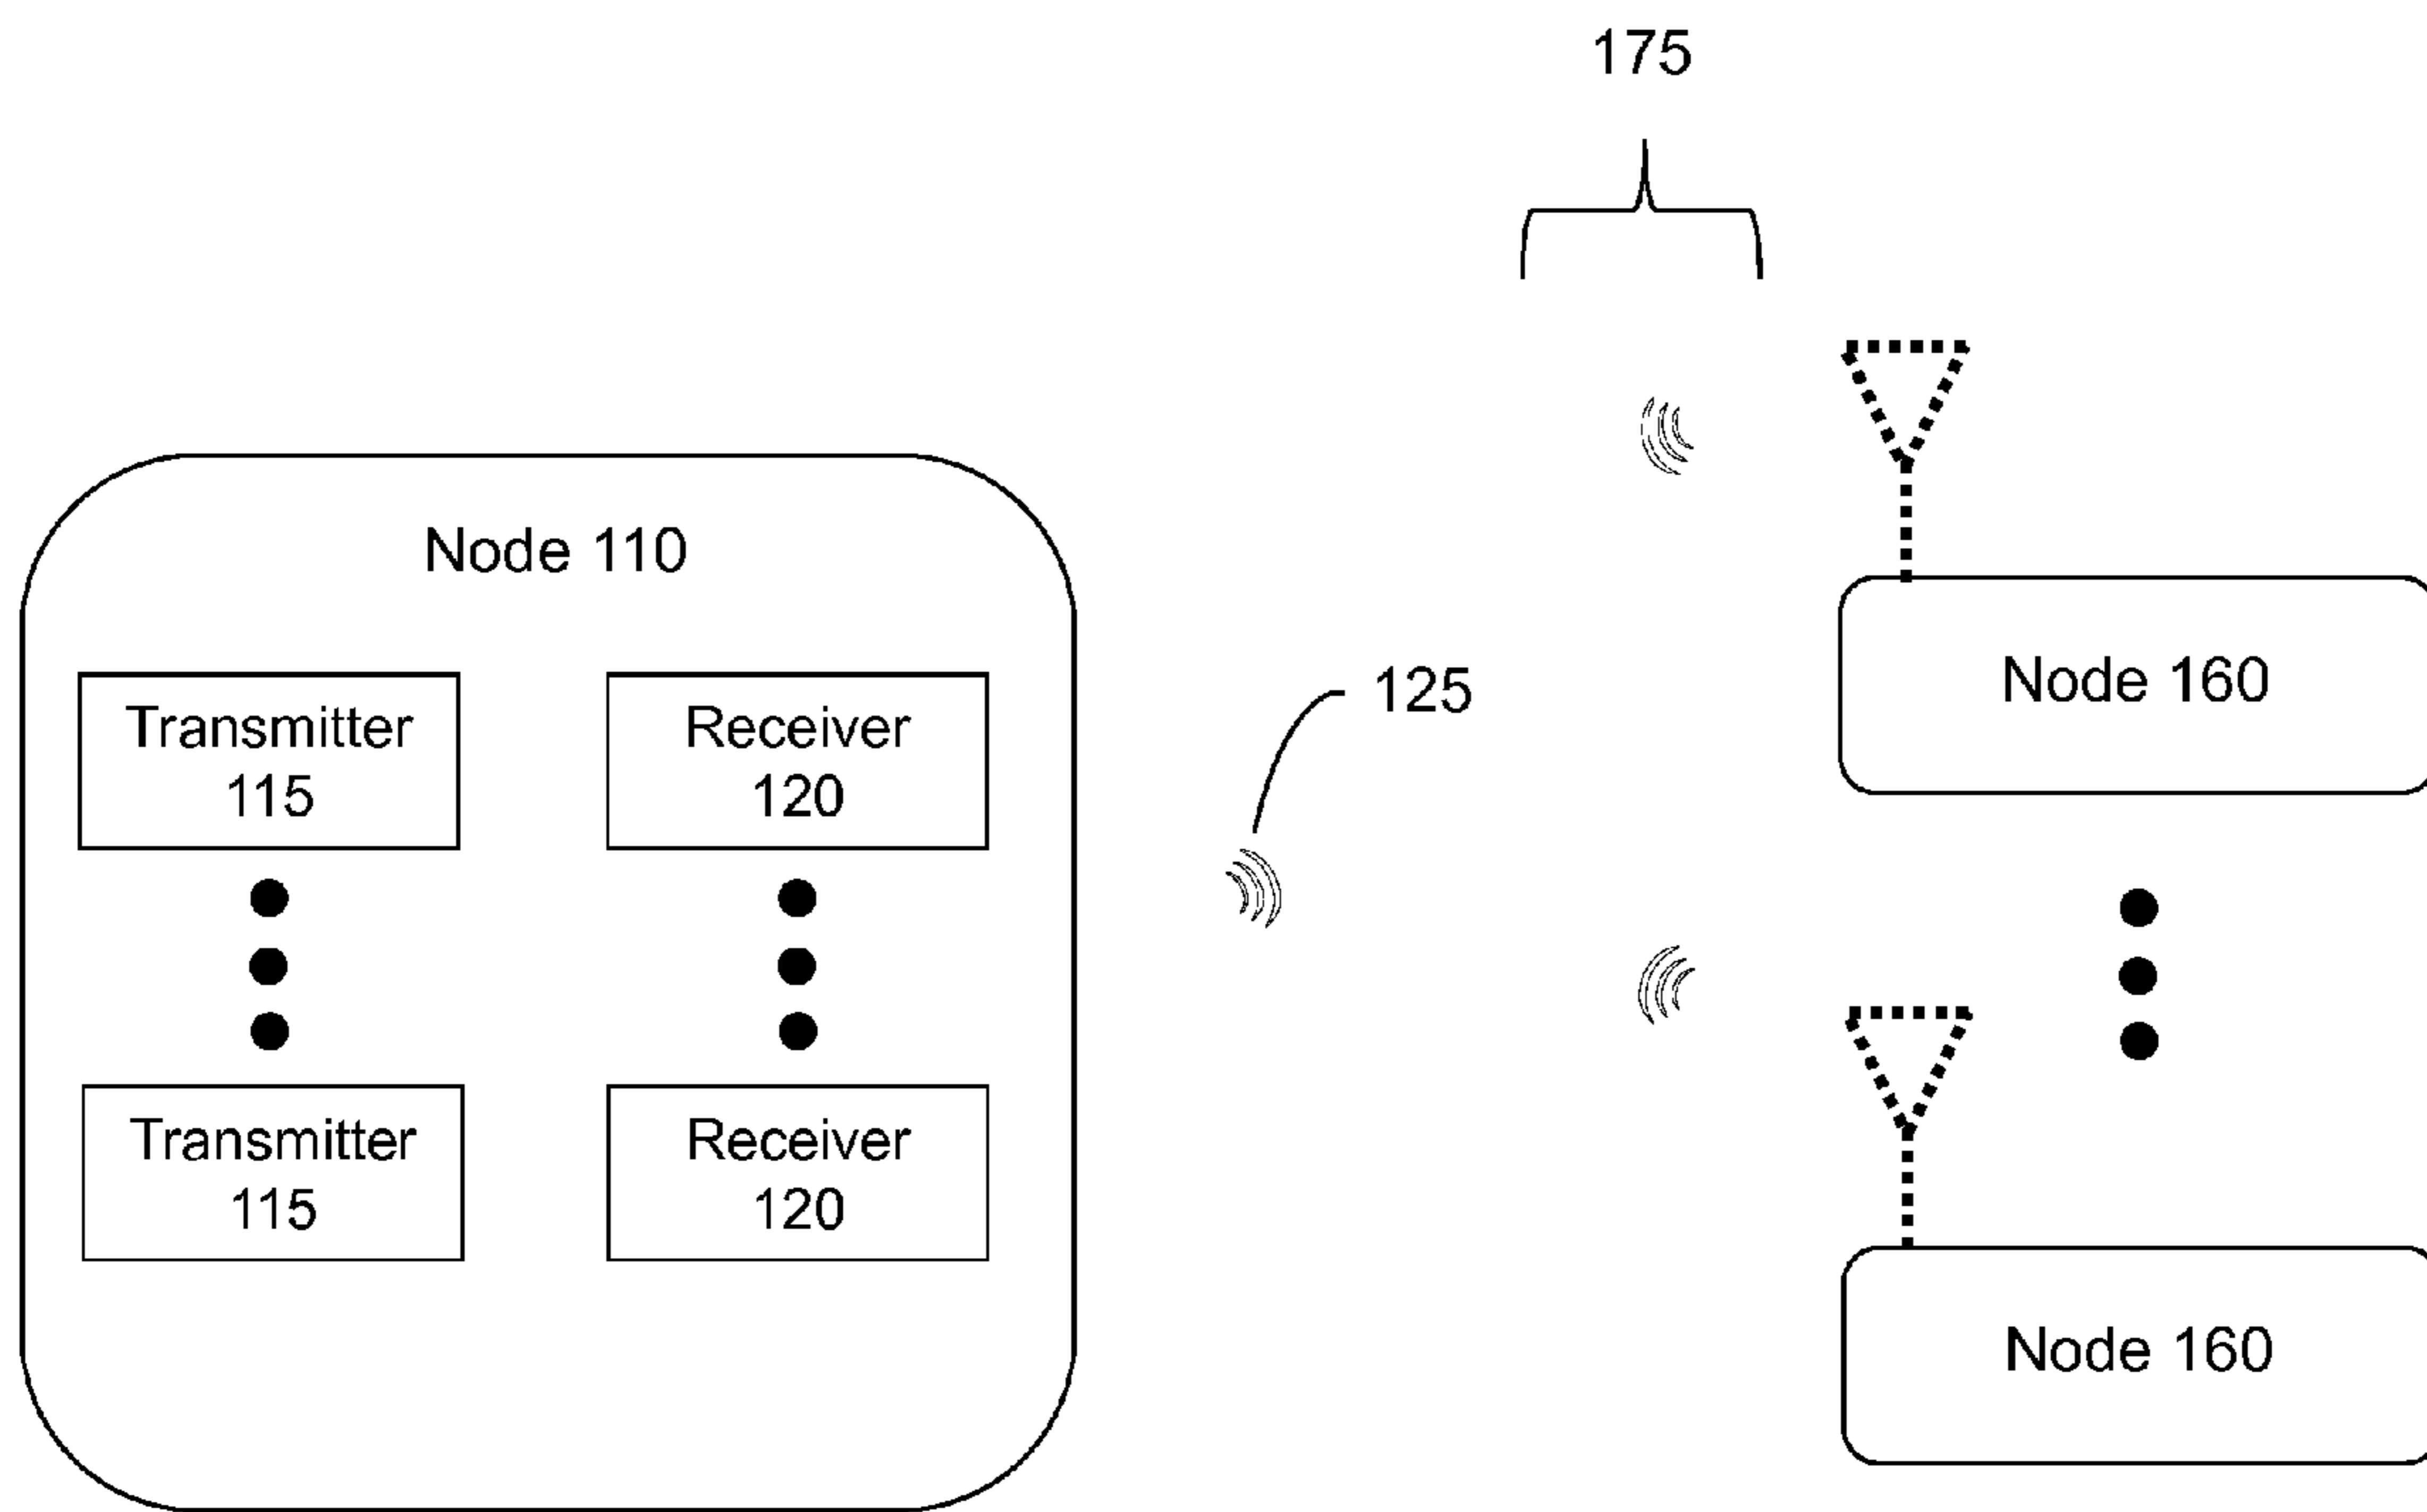 175
Node 110
Transmitter
115
Receiver
120
125
Node 160
Transmitter
115
Receiver
120
Node 160